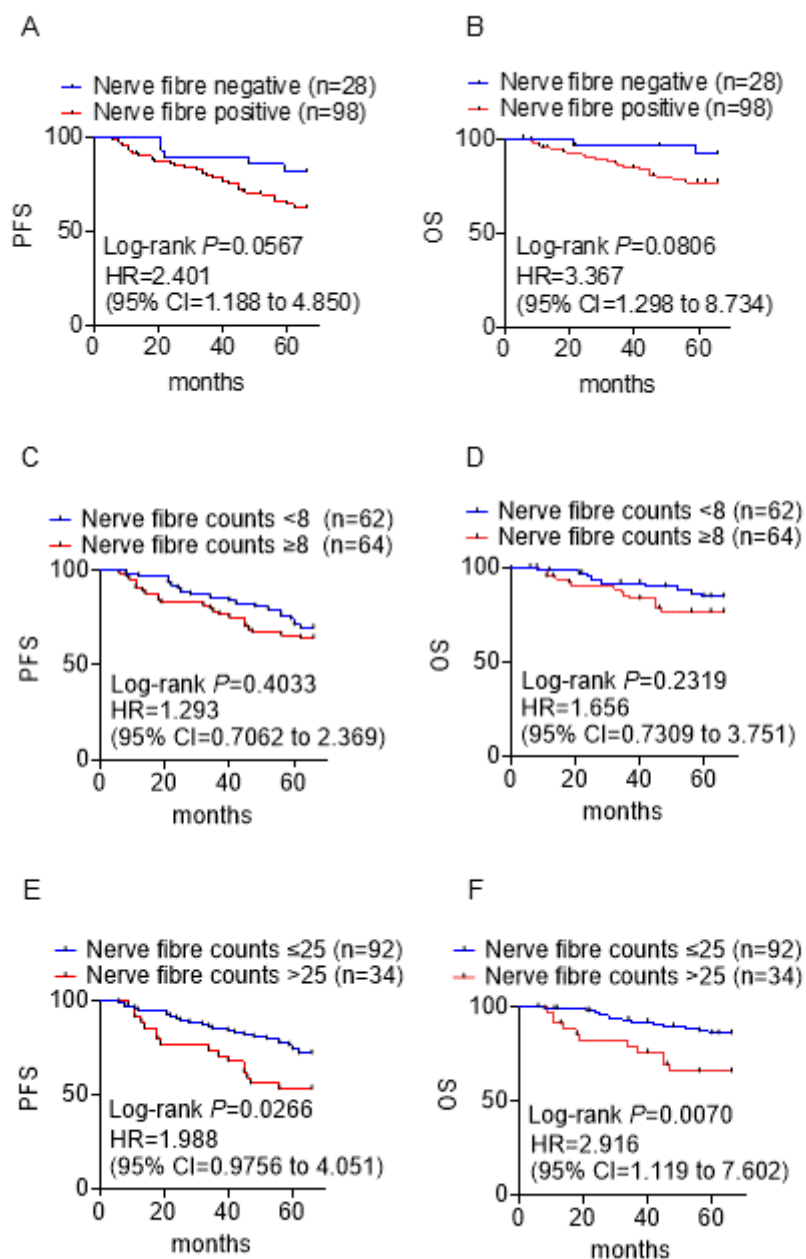 A
Nerve fibre negative (n=28)
Nerve fibre positive (n=98)
100
50
0
PFS
Log-rank P=0.0567
HR=2.401
(95% CI=1.188 to 4.850)
0 20 40 60
months
B
Nerve fibre negative (n=28)
Nerve fibre positive (n=98)
100
50
0
OS
Log-rank P=0.0806
HR=3.367
(95% CI=1.298 to 8.734)
0 20 40 60
months
C
Nerve fibre counts <8 (n=62)
Nerve fibre counts ≥8 (n=64)
100
50
0
PFS
Log-rank P=0.4033
HR=1.293
(95% CI=0.7062 to 2.369)
0 20 40 60
months
D
Nerve fibre counts <8 (n=62)
Nerve fibre counts ≥8 (n=64)
100
50
0
OS
Log-rank P=0.2319
HR=1.656
(95% CI=0.7309 to 3.751)
0 20 40 60
months
E
Nerve fibre counts ≤25 (n=92)
Nerve fibre counts >25 (n=34)
100
50
0
PFS
Log-rank P=0.0266
HR=1.988
(95% CI=0.9756 to 4.051)
0 20 40 60
months
F
Nerve fibre counts ≤25 (n=92)
Nerve fibre counts >25 (n=34)
100
50
0
OS
Log-rank P=0.0070
HR=2.916
(95% CI=1.119 to 7.602)
0 20 40 60
months